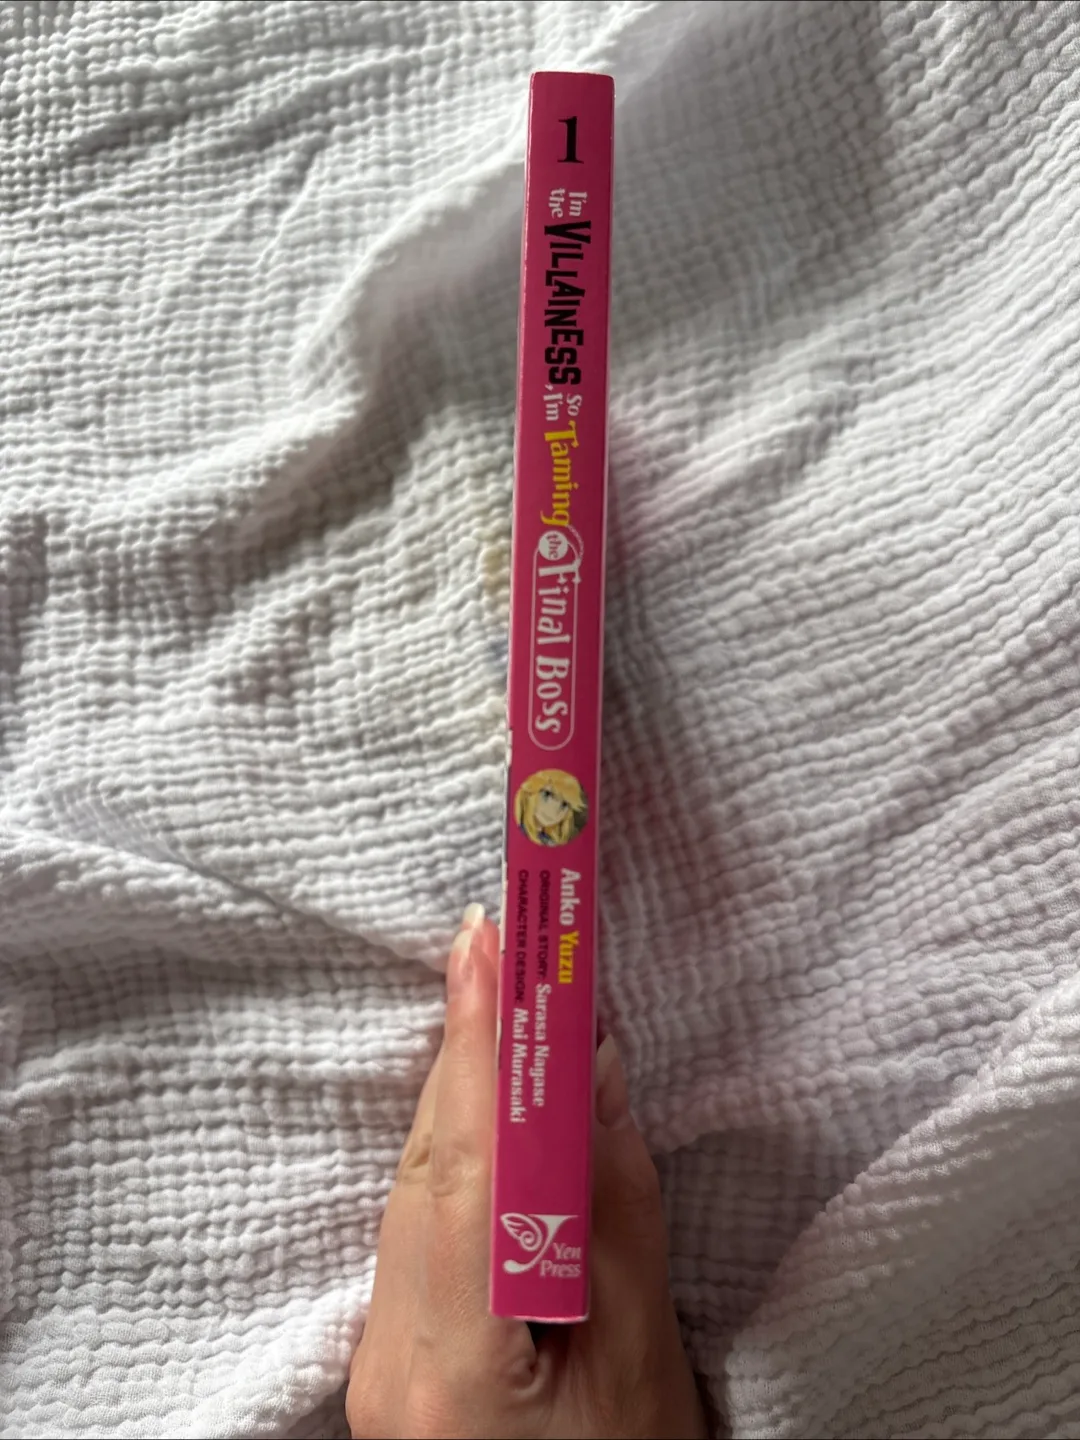 1
I'm
the VILLAINESS, So
I'm Taming
the Final Boss
Anko Yuzu
ORIGINAL STORY: Sarasa Nagase
CHARACTER DESIGN: Mai Murasaki
Yen
Press